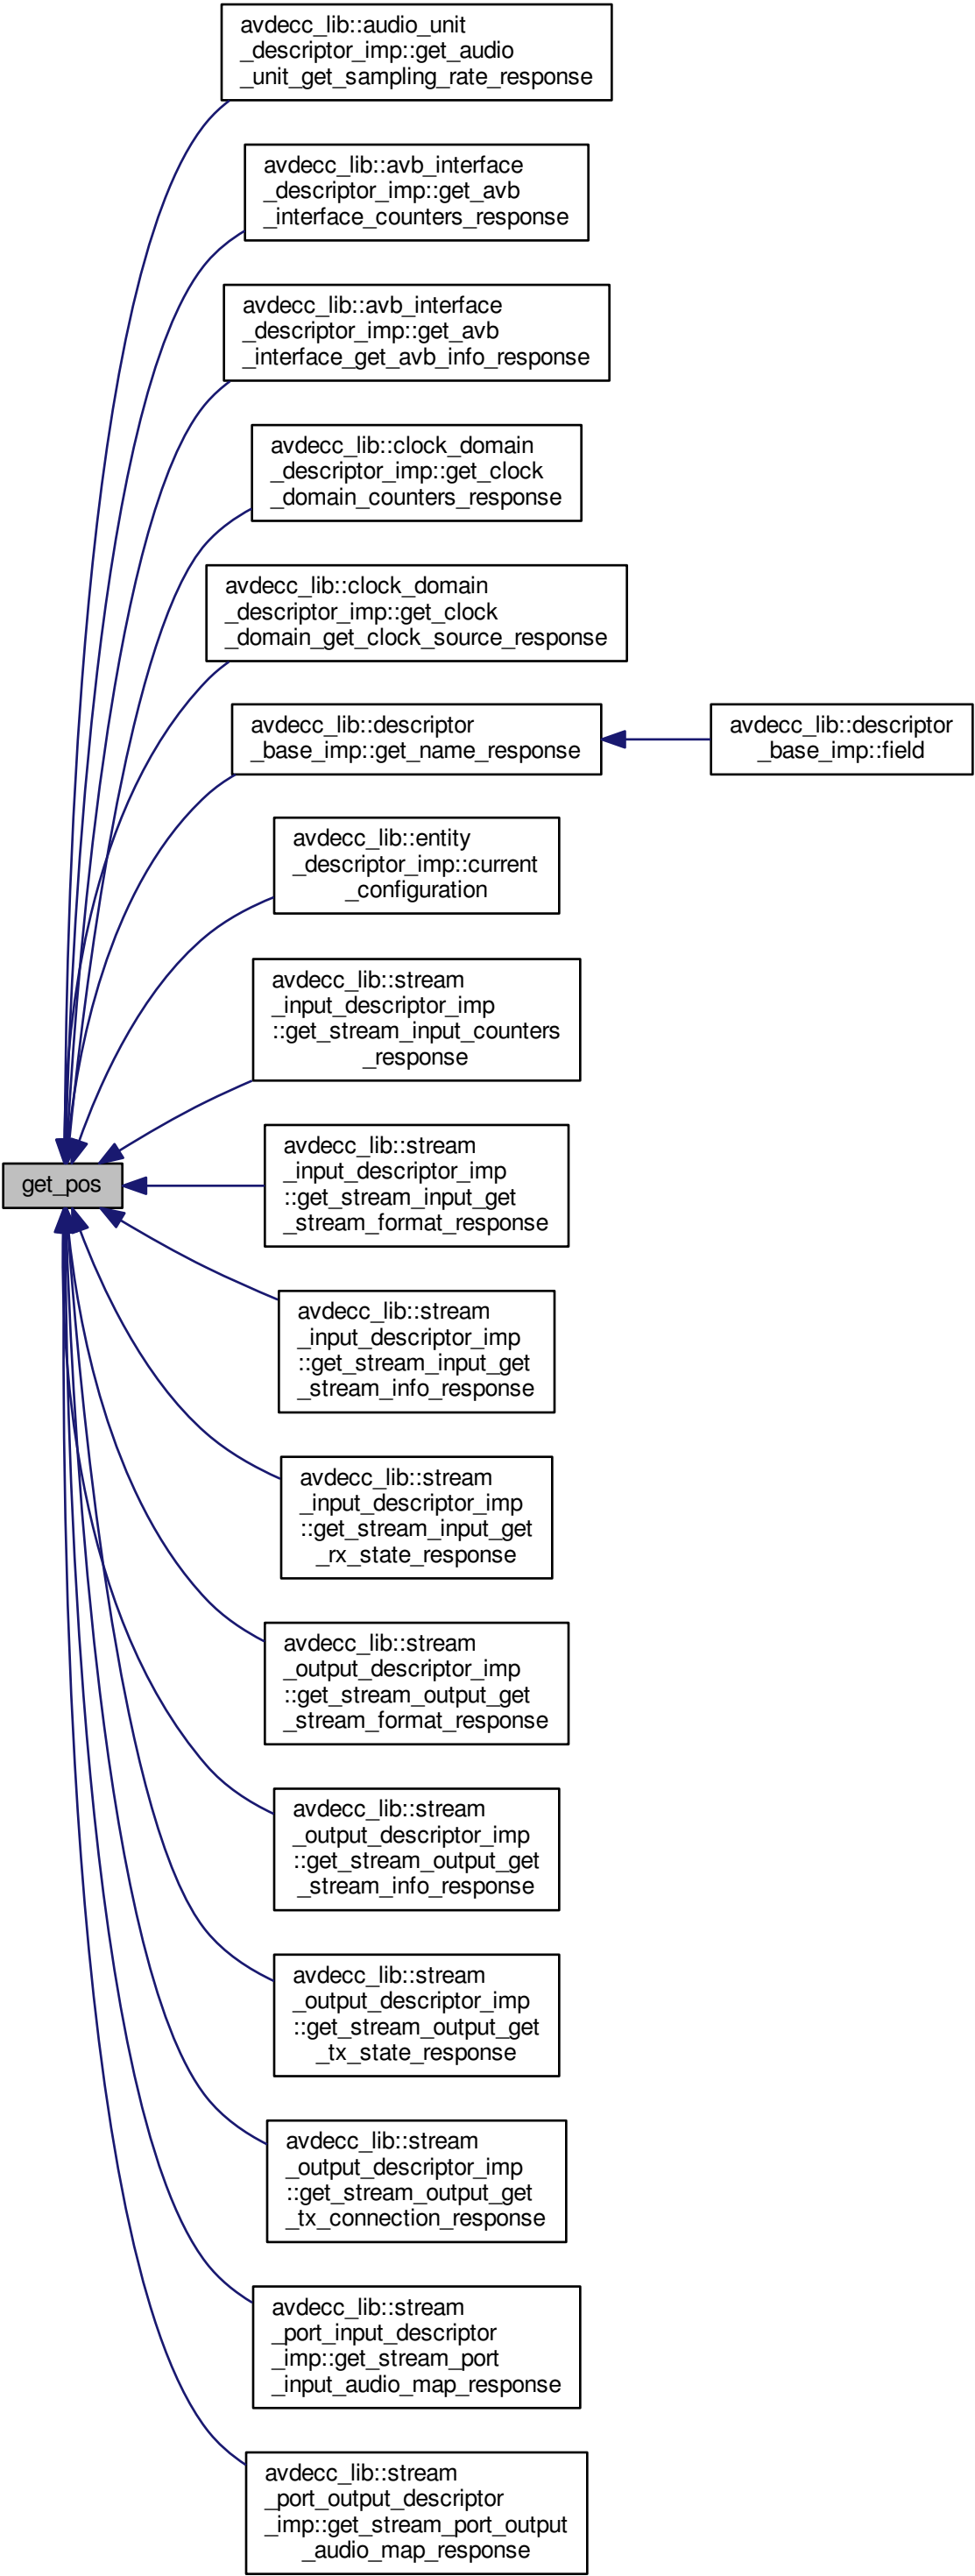 avdecc_lib::audio_unit
_descriptor_imp::get_audio
_unit_get_sampling_rate_response
avdecc_lib::avb_interface
_descriptor_imp::get_avb
_interface_counters_response
avdecc_lib::avb_interface
_descriptor_imp::get_avb
_interface_get_avb_info_response
avdecc_lib::clock_domain
_descriptor_imp::get_clock
_domain_counters_response
avdecc_lib::clock_domain
_descriptor_imp::get_clock
_domain_get_clock_source_response
avdecc_lib::descriptor
_base_imp::get_name_response
avdecc_lib::descriptor
_base_imp::field
avdecc_lib::entity
_descriptor_imp::current
_configuration
avdecc_lib::stream
_input_descriptor_imp
::get_stream_input_counters
_response
get_pos
avdecc_lib::stream
_input_descriptor_imp
::get_stream_input_get
_stream_format_response
avdecc_lib::stream
_input_descriptor_imp
::get_stream_input_get
_stream_info_response
avdecc_lib::stream
_input_descriptor_imp
::get_stream_input_get
_rx_state_response
avdecc_lib::stream
_output_descriptor_imp
::get_stream_output_get
_stream_format_response
avdecc_lib::stream
_output_descriptor_imp
::get_stream_output_get
_stream_info_response
avdecc_lib::stream
_output_descriptor_imp
::get_stream_output_get
_tx_state_response
avdecc_lib::stream
_output_descriptor_imp
::get_stream_output_get
_tx_connection_response
avdecc_lib::stream
_port_input_descriptor
_imp::get_stream_port
_input_audio_map_response
avdecc_lib::stream
_port_output_descriptor
_imp::get_stream_port_output
_audio_map_response